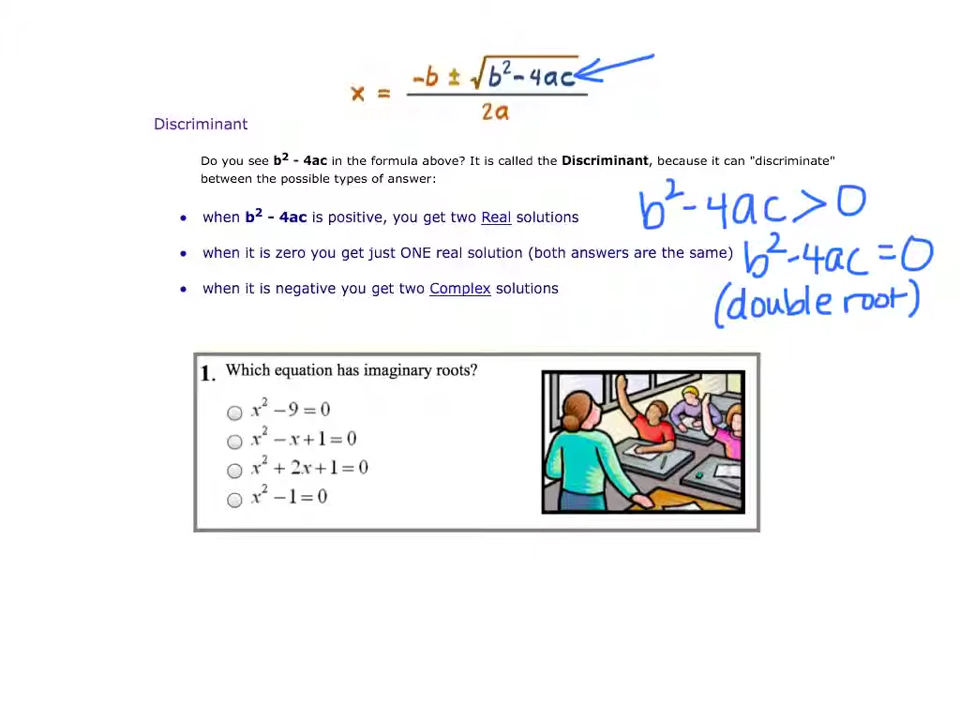 x = -b ± √b² - 4ac / 2a
Discriminant
Do you see b² - 4ac in the formula above? It is called the Discriminant, because it can "discriminate"
between the possible types of answer:
• when b² - 4ac is positive, you get two Real solutions
b² - 4ac > 0
• when it is zero you get just ONE real solution (both answers are the same)
b² - 4ac = 0
(double root)
• when it is negative you get two Complex solutions
1. Which equation has imaginary roots?
x² - 9 = 0
x² - x + 1 = 0
x² + 2x + 1 = 0
x² - 1 = 0